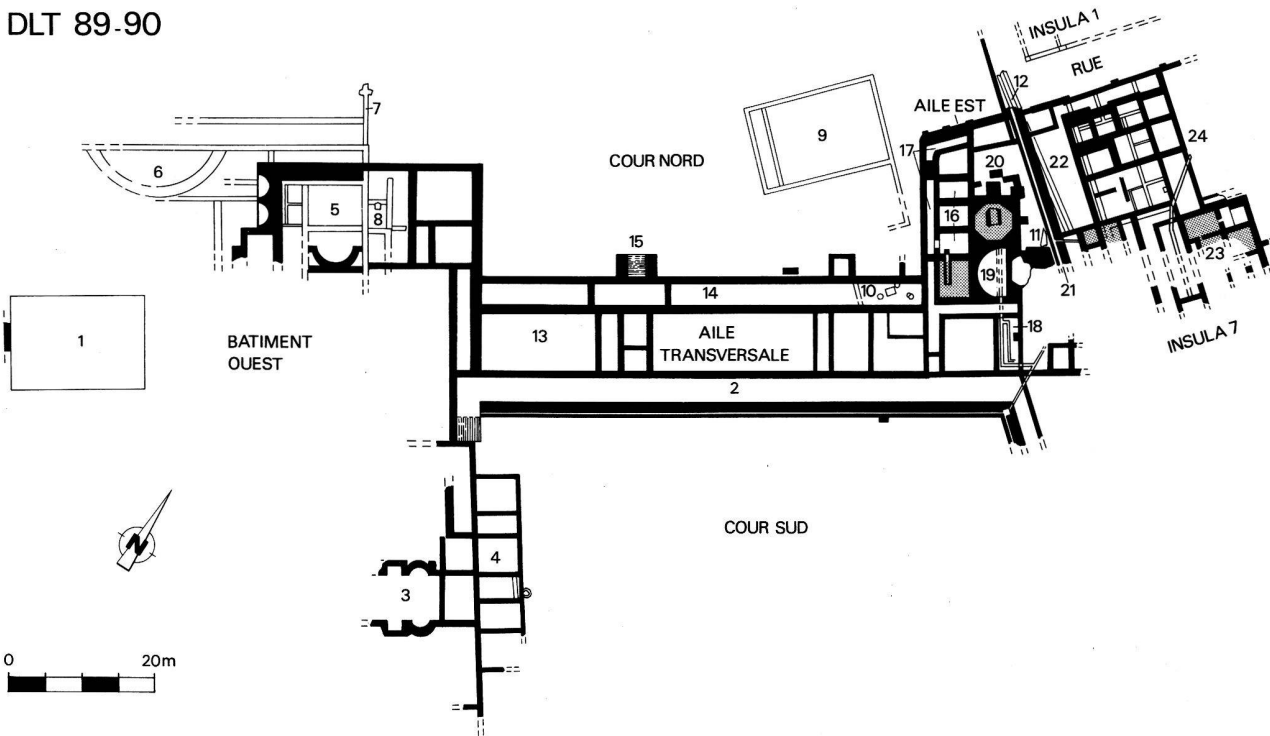 DLT 89-90
INSULA 1
RUE
12
7
AILE EST
9
24
17
COUR NORD
6
20
22
5
8
16
15
11
23
19
10
14
21
18
INSULA 7
1
BATIMENT
OUEST
13
AILE
TRANSVERSALE
2
COUR SUD
N
4
3
0
20m